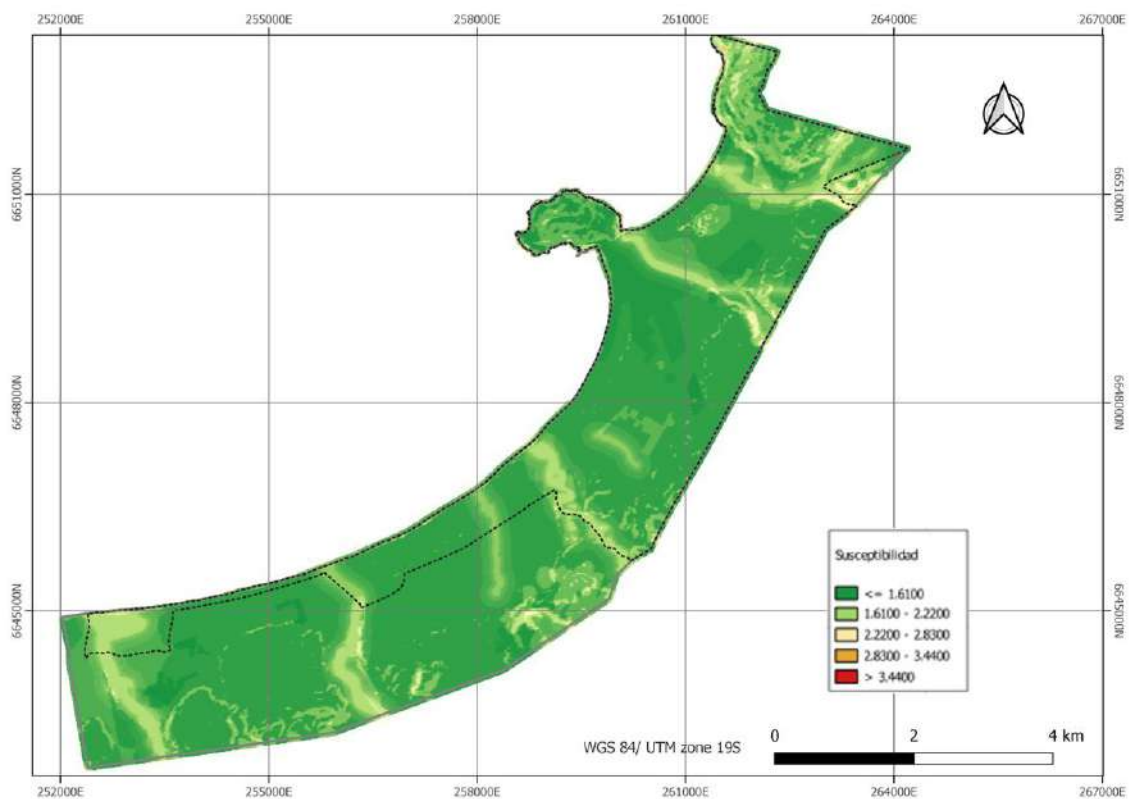 252000E 255000E 258000E 261000E 264000E 267000E
6651000N 6651000N
6648000N 6648000N
Susceptibilidad
<= 1.6100
1.6100 - 2.2200
2.2200 - 2.8300
2.8300 - 3.4400
> 3.4400
6645000N 6645000N
WGS 84/ UTM zone 19S
0 2 4 km
252000E 255000E 258000E 261000E 264000E 267000E